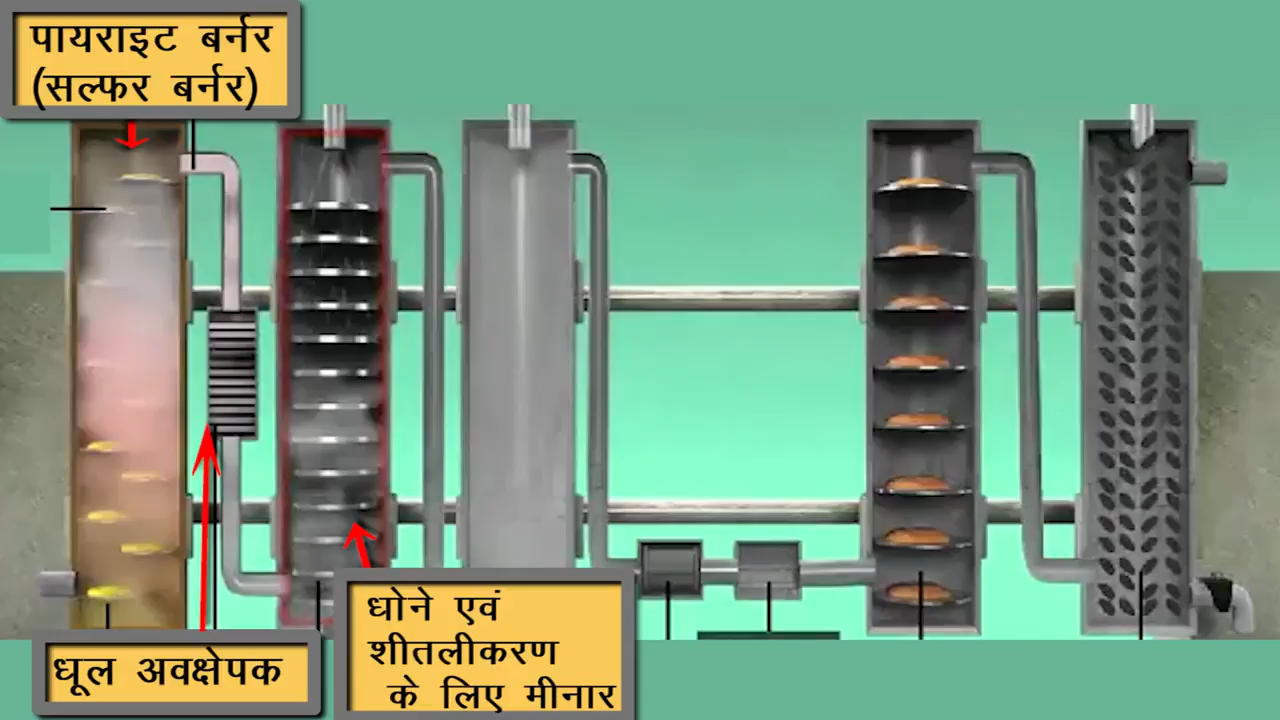 पायराइट बर्नर
(सल्फर बर्नर)
धूल अवक्षेपक
धोने एवं
शीतलीकरण
के लिए मीनार